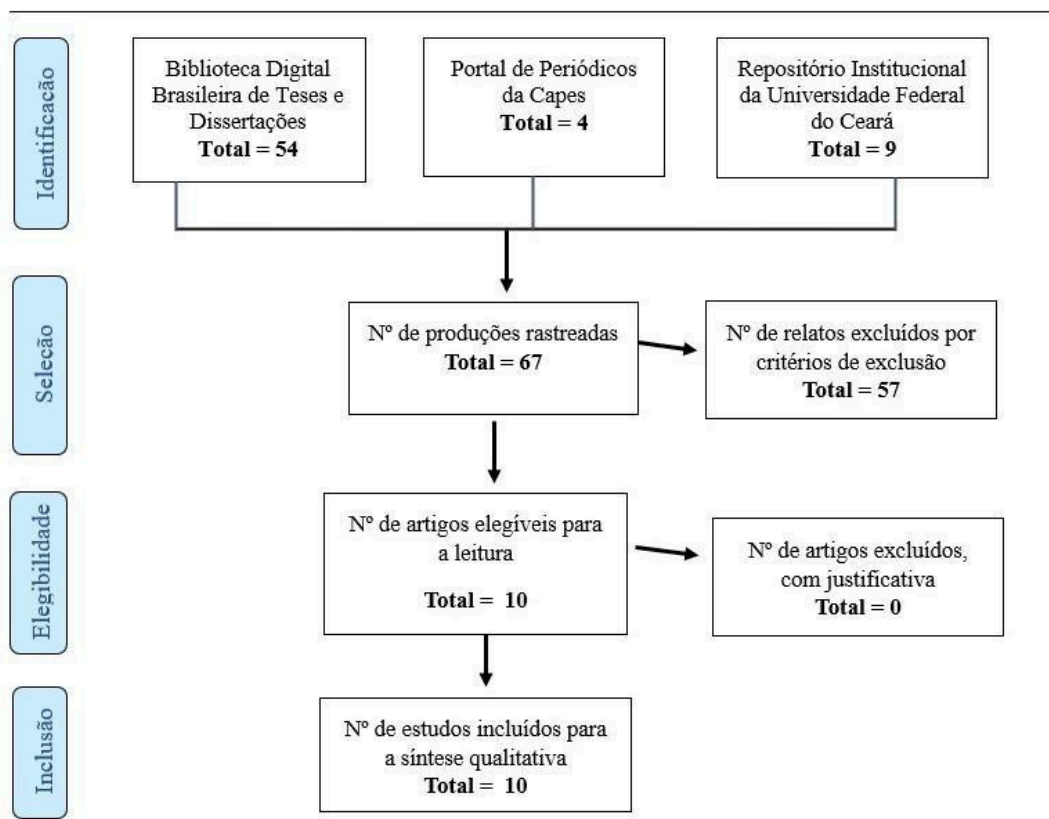 Identificação
Biblioteca Digital
Brasileira de Teses e
Dissertações
Total = 54
Portal de Periódicos
da Capes
Total = 4
Repositório Institucional
da Universidade Federal
do Ceará
Total = 9
Seleção
Nº de produções rastreadas
Total = 67
Nº de relatos excluídos por
critérios de exclusão
Total = 57
Elegibilidade
Nº de artigos elegíveis para
a leitura
Total = 10
Nº de artigos excluídos,
com justificativa
Total = 0
Inclusão
Nº de estudos incluídos para
a síntese qualitativa
Total = 10